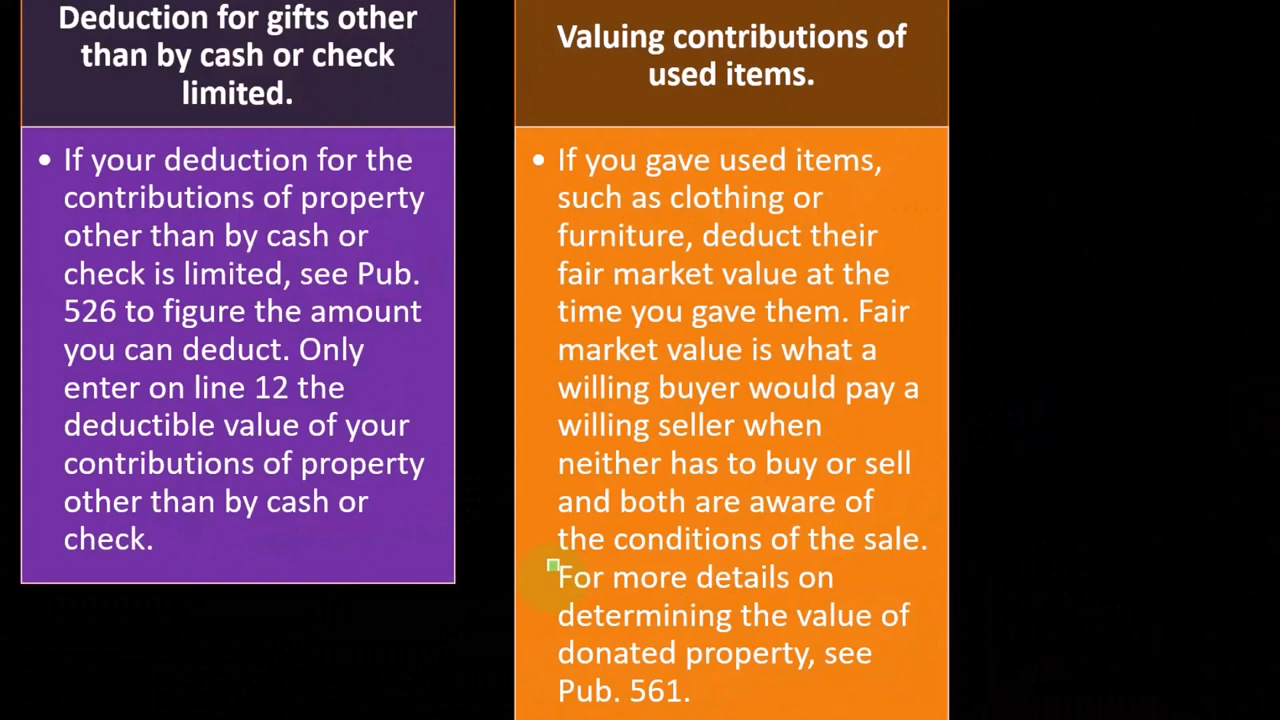 Deduction for gifts other
than by cash or check
limited.
• If your deduction for the
contributions of property
other than by cash or
check is limited, see Pub.
526 to figure the amount
you can deduct. Only
enter on line 12 the
deductible value of your
contributions of property
other than by cash or
check.
Valuing contributions of
used items.
• If you gave used items,
such as clothing or
furniture, deduct their
fair market value at the
time you gave them. Fair
market value is what a
willing buyer would pay a
willing seller when
neither has to buy or sell
and both are aware of
the conditions of the sale.
For more details on
determining the value of
donated property, see
Pub. 561.